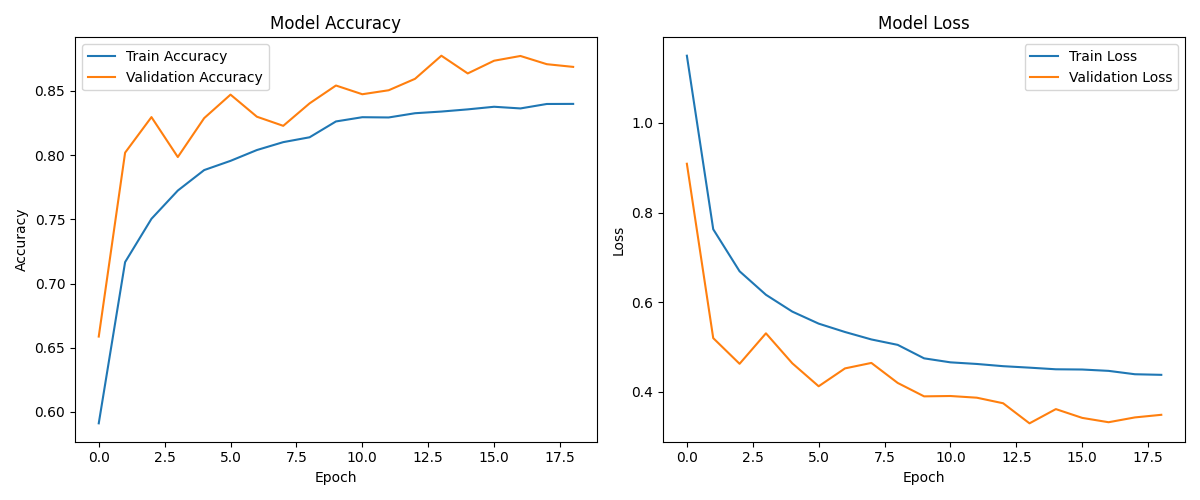 Model Accuracy
Train Accuracy
Validation Accuracy
Accuracy
0.85
0.80
0.75
0.70
0.65
0.60
0.0 2.5 5.0 7.5 10.0 12.5 15.0 17.5
Epoch
Model Loss
Train Loss
Validation Loss
Loss
1.0
0.8
0.6
0.4
0.0 2.5 5.0 7.5 10.0 12.5 15.0 17.5
Epoch